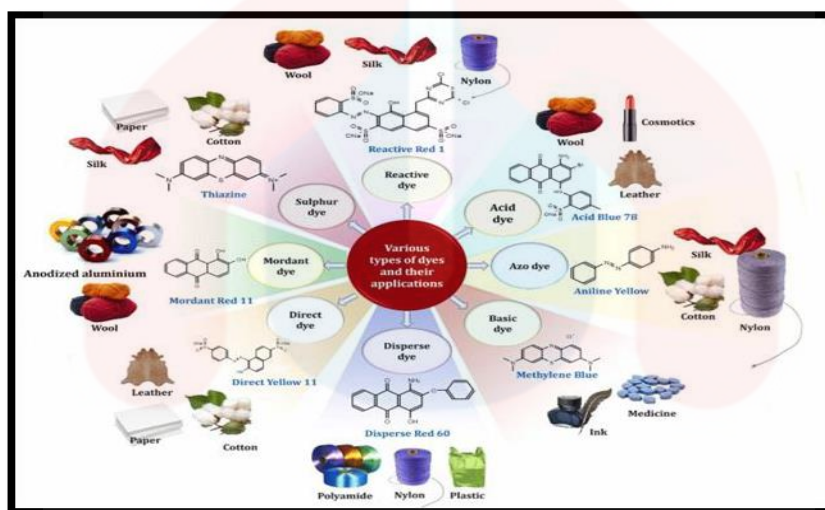 Wool
Silk
Nylon
Reactive Red 1
Reactive dye
Wool
Cosmotics
Leather
Acid Blue 78
Acid dye
Azo dye
Aniline Yellow
Silk
Cotton
Nylon
Basic dye
Methylene Blue
Ink
Medicine
Disperse dye
Disperse Red 60
Polyamide
Nylon
Plastic
Direct dye
Direct Yellow 11
Leather
Paper
Cotton
Mordant dye
Mordant Red 11
Anodized aluminium
Wool
Sulphur dye
Thiazine
Paper
Cotton
Silk
Various
types of dyes
and their
applications